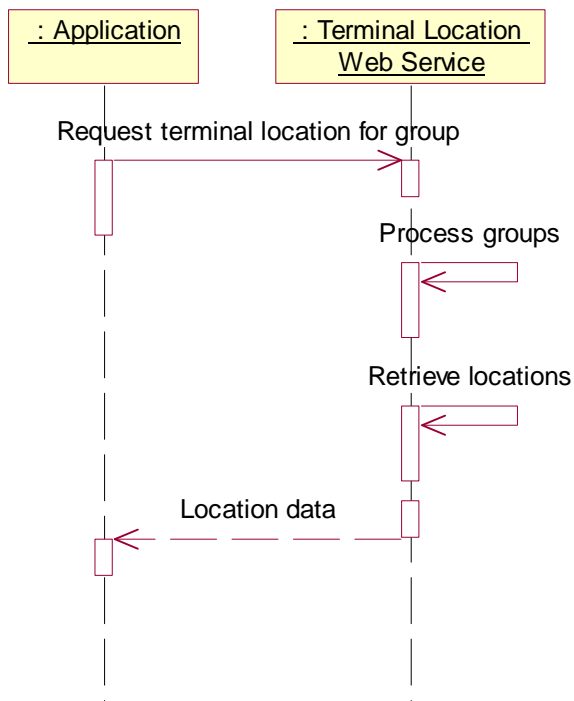 : Application
: Terminal Location
Web Service
Request terminal location for group
Process groups
Retrieve locations
Location data